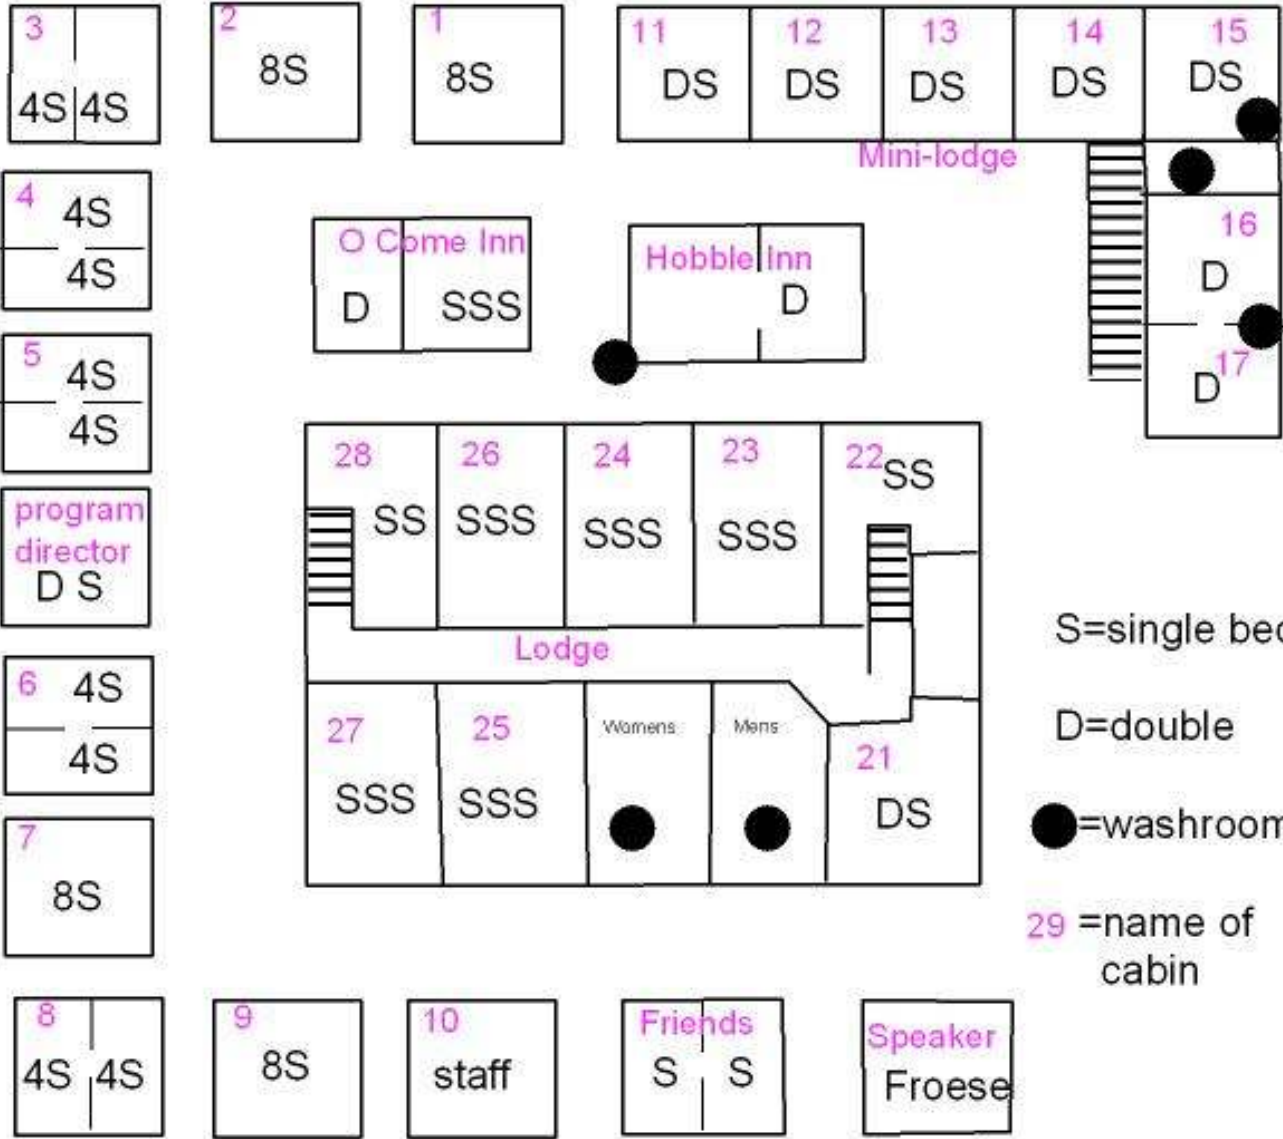 3
4S 4S
2
8S
1
8S
11
DS
12
DS
13
DS
14
DS
15
DS
Mini-lodge
4
4S
4S
O Come Inn
D SSS
Hobble Inn
D
16
D
17
D
5
4S
4S
program
director
D S
28
SS
26
SSS
24
SSS
23
SSS
22
SS
Lodge
S=single bed
6
4S
4S
27
SSS
25
SSS
Womens
Mens
21
DS
D=double
=washroom
7
8S
29 =name of
cabin
8
4S 4S
9
8S
10
staff
Friends
S S
Speaker
Froese